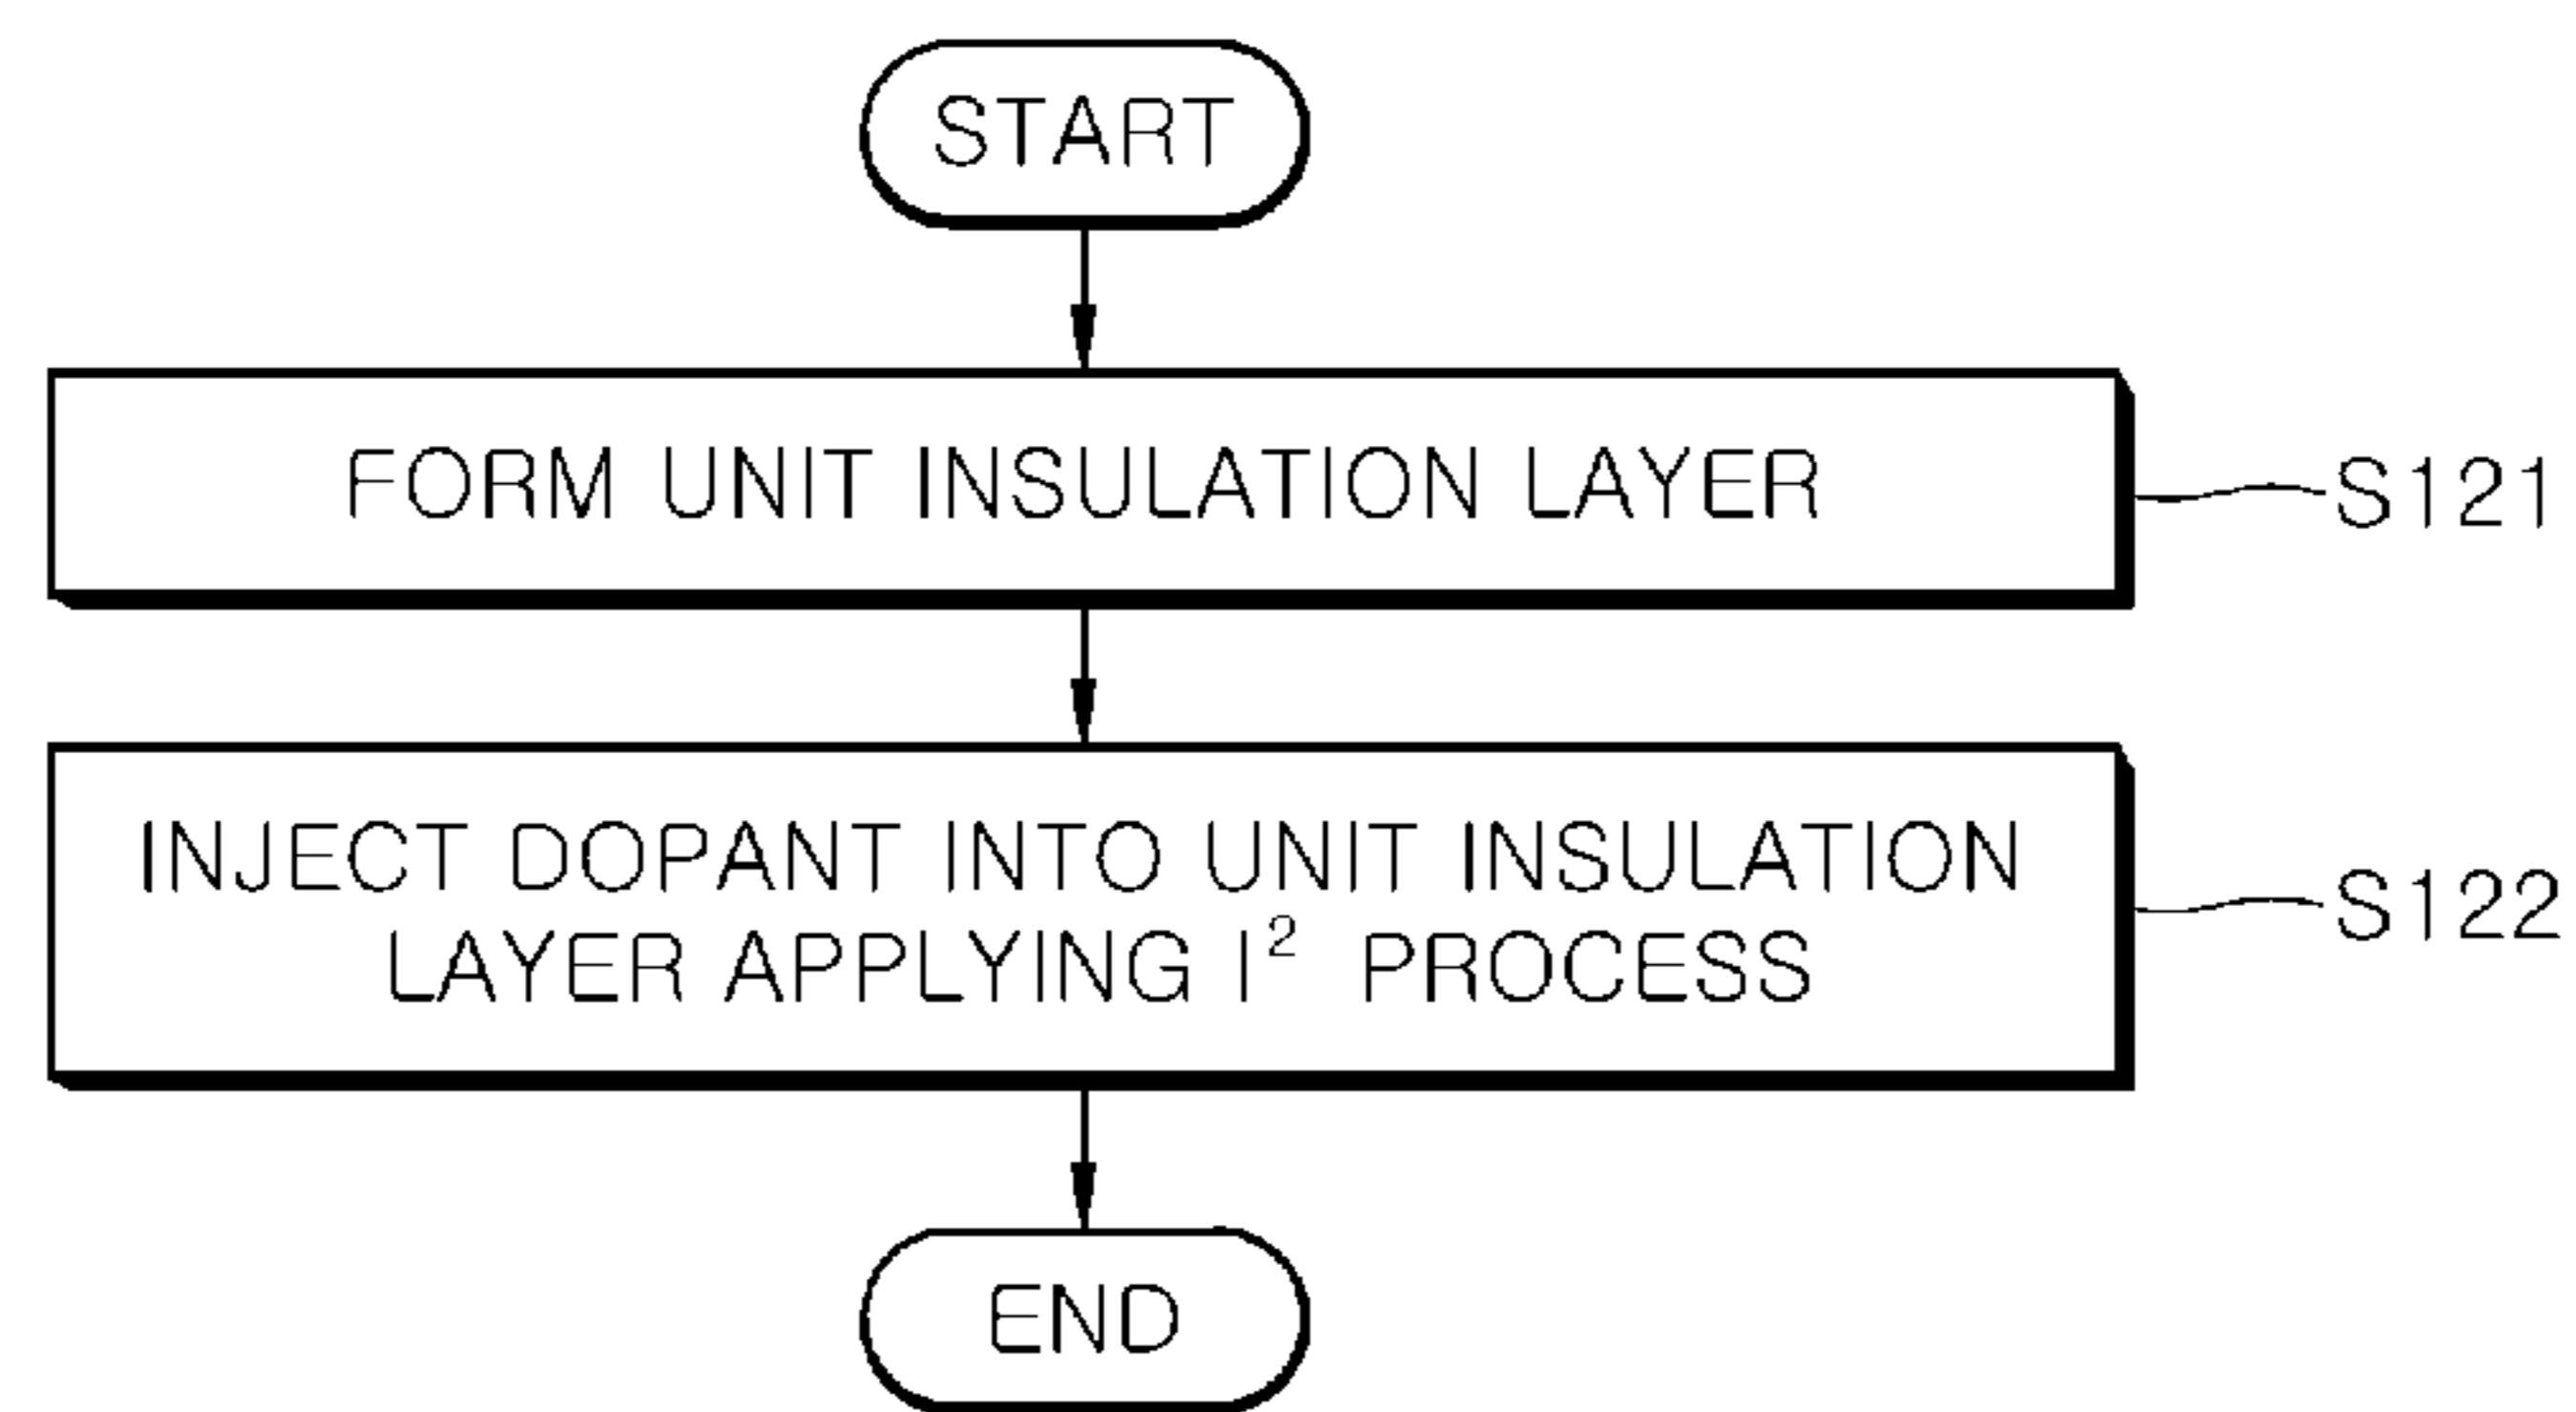 START
FORM UNIT INSULATION LAYER
S121
INJECT DOPANT INTO UNIT INSULATION
LAYER APPLYING I² PROCESS
S122
END